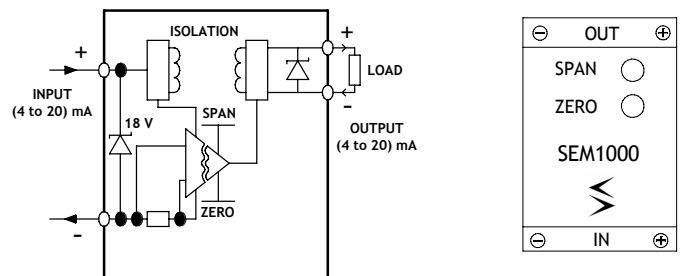 ISOLATION
+
INPUT
(4 to 20) mA
18 V
SPAN
ZERO
-
+
LOAD
-
OUTPUT
(4 to 20) mA
⊖ OUT ⊕
SPAN
ZERO
SEM1000
⊖ IN ⊕